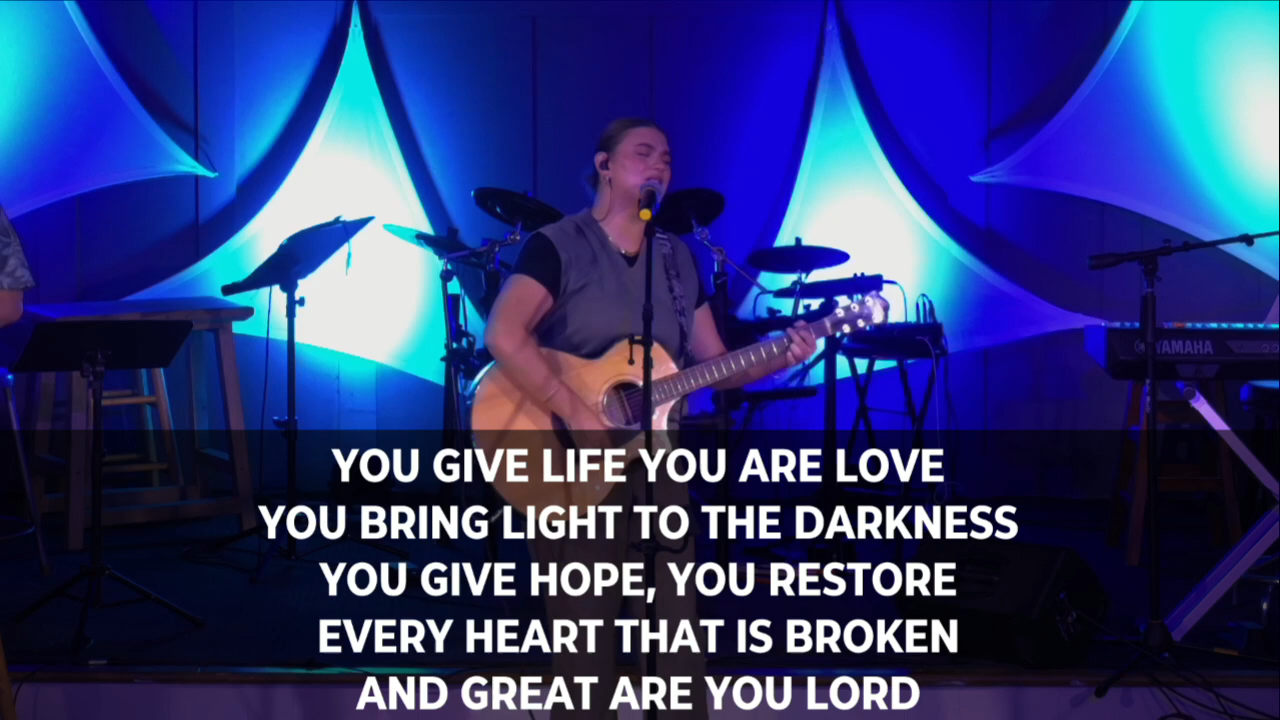 YAMAHA
YOU GIVE LIFE YOU ARE LOVE
YOU BRING LIGHT TO THE DARKNESS
YOU GIVE HOPE, YOU RESTORE
EVERY HEART THAT IS BROKEN
AND GREAT ARE YOU LORD